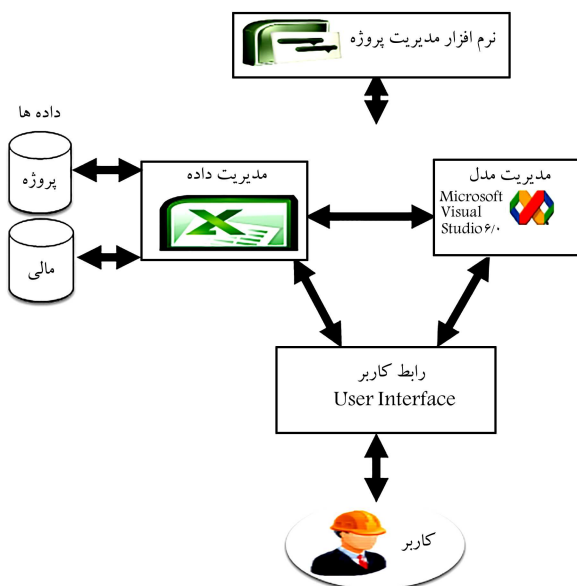 نرم افزار مدیریت پروژه
داده ها
پروژه
مالی
مدیریت داده
مدیریت مدل
Microsoft
Visual
Studio ۶/۰
رابط کاربر
User Interface
کاربر